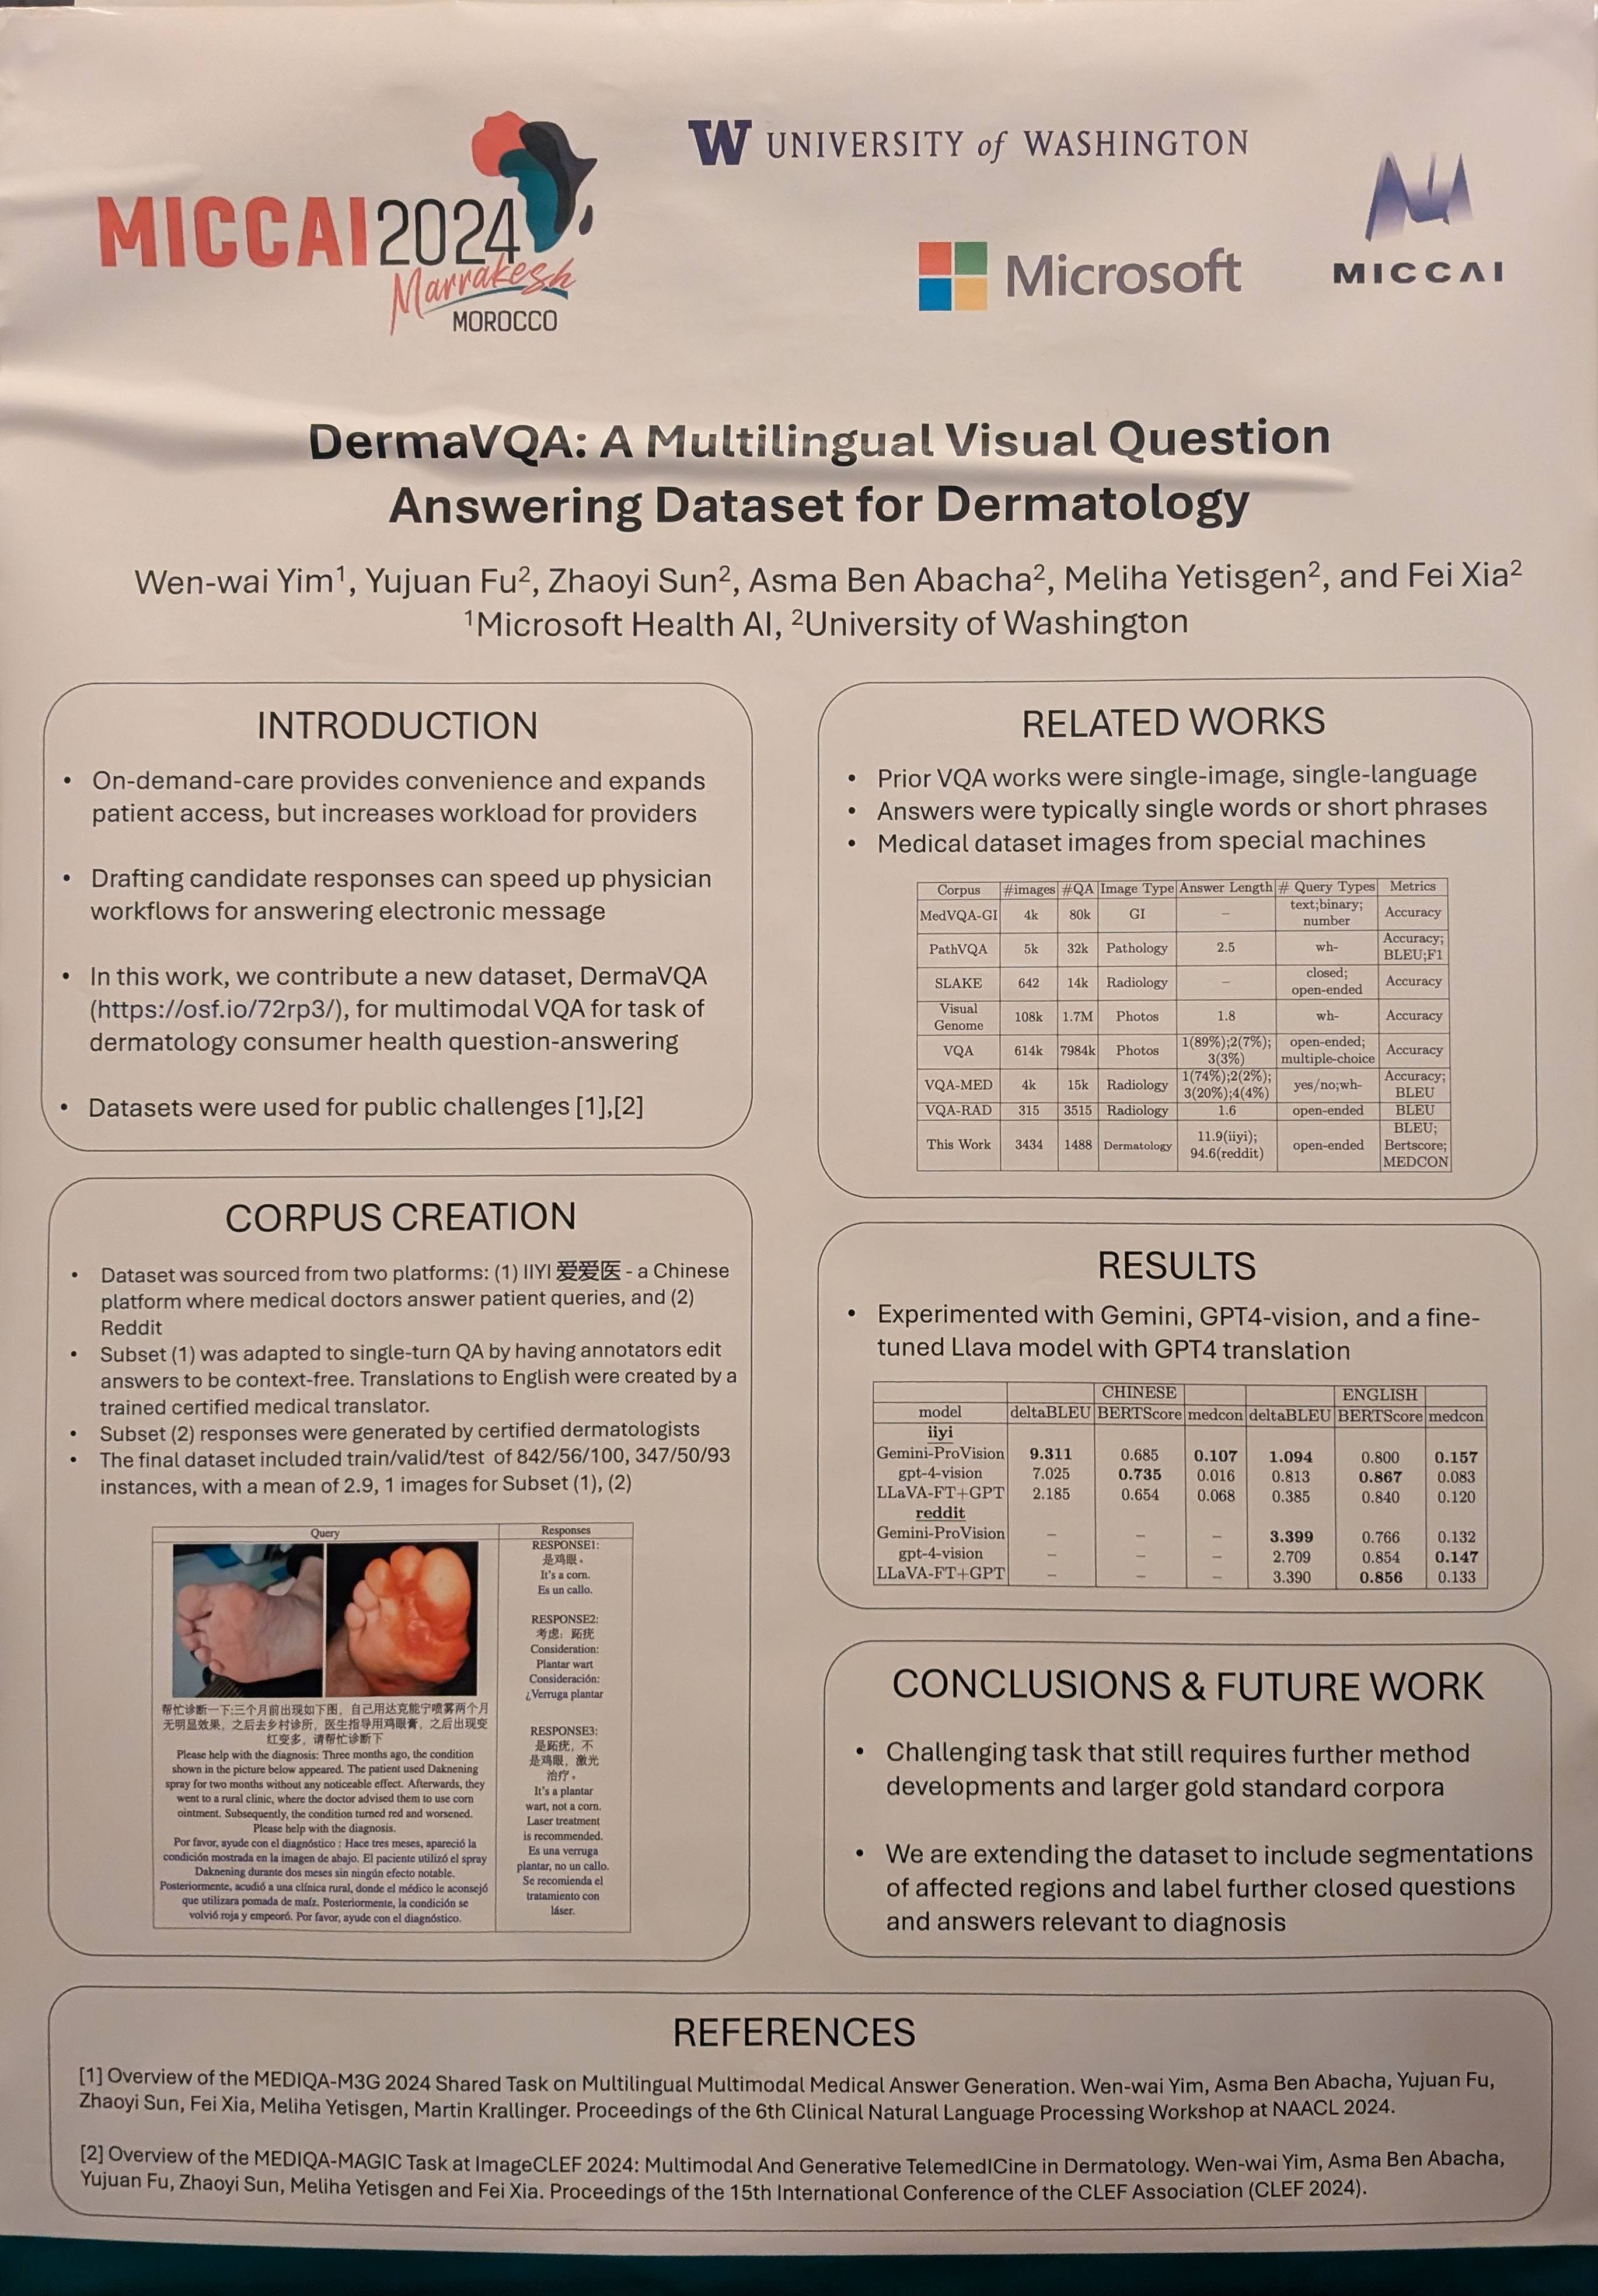 MICCAI2024
Marrakesh
MOROCCO
W UNIVERSITY of WASHINGTON
Microsoft
MICCAI
DermaVQA: A Multilingual Visual Question
Answering Dataset for Dermatology
Wen-wai Yim¹, Yujuan Fu², Zhaoyi Sun², Asma Ben Abacha², Meliha Yetisgen², and Fei Xia²
¹Microsoft Health AI, ²University of Washington
INTRODUCTION
• On-demand-care provides convenience and expands
patient access, but increases workload for providers
• Drafting candidate responses can speed up physician
workflows for answering electronic message
• In this work, we contribute a new dataset, DermaVQA
(https://osf.io/72rp3/), for multimodal VQA for task of
dermatology consumer health question-answering
• Datasets were used for public challenges [1],[2]
CORPUS CREATION
• Dataset was sourced from two platforms: (1) IIYI 爱爱医 - a Chinese
platform where medical doctors answer patient queries, and (2)
Reddit
• Subset (1) was adapted to single-turn QA by having annotators edit
answers to be context-free. Translations to English were created by a
trained certified medical translator.
• Subset (2) responses were generated by certified dermatologists
• The final dataset included train/valid/test of 842/56/100, 347/50/93
instances, with a mean of 2.9, 1 images for Subset (1), (2)
Query
帮忙诊断一下:三个月前出现如下图，自己用达克能宁喷雾两个月
无明显效果，之后去乡村诊所，医生指导用鸡眼膏，之后出现变
红变多，请帮忙诊断下
Please help with the diagnosis: Three months ago, the condition
shown in the picture below appeared. The patient used Daknening
spray for two months without any noticeable effect. Afterwards, they
went to a rural clinic, where the doctor advised them to use corn
ointment. Subsequently, the condition turned red and worsened.
Please help with the diagnosis.
Por favor, ayude con el diagnóstico : Hace tres meses, apareció la
condición mostrada en la imagen de abajo. El paciente utilizó el spray
Daknening durante dos meses sin ningún efecto notable.
Posteriormente, acudió a una clínica rural, donde el médico le aconsejó
que utilizara pomada de maíz. Posteriormente, la condición se
volvió roja y empeoró. Por favor, ayude con el diagnóstico.
Responses
RESPONSE1:
是鸡眼。
It's a corn.
Es un callo.
RESPONSE2:
考虑：跖疣
Consideration:
Plantar wart
Consideración:
¿Verruga plantar
RESPONSE3:
是跖疣，不
是鸡眼，激光
治疗。
It's a plantar
wart, not a corn.
Laser treatment
is recommended.
Es una verruga
plantar, no un callo.
Se recomienda el
tratamiento con
láser.
RELATED WORKS
• Prior VQA works were single-image, single-language
• Answers were typically single words or short phrases
• Medical dataset images from special machines
Corpus #images #QA Image Type Answer Length # Query Types Metrics
MedVQA-GI 4k 80k GI – text;binary; number Accuracy
PathVQA 5k 32k Pathology 2.5 wh- Accuracy; BLEU;F1
SLAKE 642 14k Radiology – closed; open-ended Accuracy
Visual Genome 108k 1.7M Photos 1.8 wh- Accuracy
VQA 614k 7984k Photos 1(89%);2(7%); 3(3%) open-ended; multiple-choice Accuracy
VQA-MED 4k 15k Radiology 1(74%);2(2%); 3(20%);4(4%) yes/no;wh- Accuracy; BLEU
VQA-RAD 315 3515 Radiology 1.6 open-ended BLEU
This Work 3434 1488 Dermatology 11.9(iiyi); 94.6(reddit) open-ended BLEU; Bertscore; MEDCON
RESULTS
• Experimented with Gemini, GPT4-vision, and a fine-
tuned Llava model with GPT4 translation
CHINESE ENGLISH
model deltaBLEU BERTScore medcon deltaBLEU BERTScore medcon
iiyi
Gemini-ProVision 9.311 0.685 0.107 1.094 0.800 0.157
gpt-4-vision 7.025 0.735 0.016 0.813 0.867 0.083
LLaVA-FT+GPT 2.185 0.654 0.068 0.385 0.840 0.120
reddit
Gemini-ProVision – – – 3.399 0.766 0.132
gpt-4-vision – – – 2.709 0.854 0.147
LLaVA-FT+GPT – – – 3.390 0.856 0.133
CONCLUSIONS & FUTURE WORK
• Challenging task that still requires further method
developments and larger gold standard corpora
• We are extending the dataset to include segmentations
of affected regions and label further closed questions
and answers relevant to diagnosis
REFERENCES
[1] Overview of the MEDIQA-M3G 2024 Shared Task on Multilingual Multimodal Medical Answer Generation. Wen-wai Yim, Asma Ben Abacha, Yujuan Fu,
Zhaoyi Sun, Fei Xia, Meliha Yetisgen, Martin Krallinger. Proceedings of the 6th Clinical Natural Language Processing Workshop at NAACL 2024.
[2] Overview of the MEDIQA-MAGIC Task at ImageCLEF 2024: Multimodal And Generative TelemedICine in Dermatology. Wen-wai Yim, Asma Ben Abacha,
Yujuan Fu, Zhaoyi Sun, Meliha Yetisgen and Fei Xia. Proceedings of the 15th International Conference of the CLEF Association (CLEF 2024).